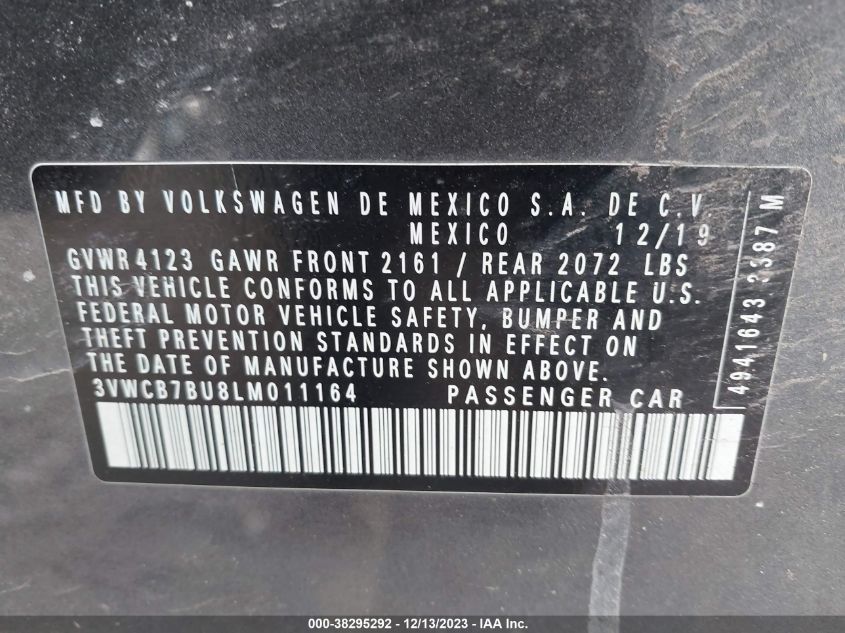 MFD BY VOLKSWAGEN DE MEXICO S.A. DE C.V.
MEXICO 12/19
GVWR 4123 GAWR FRONT 2161 / REAR 2072 LBS
THIS VEHICLE CONFORMS TO ALL APPLICABLE U.S.
FEDERAL MOTOR VEHICLE SAFETY, BUMPER AND
THEFT PREVENTION STANDARDS IN EFFECT ON
THE DATE OF MANUFACTURE SHOWN ABOVE.
3VWCB7BU8LM011164 PASSENGER CAR
4941643 3387 M
000-38295292 - 12/13/2023 - IAA Inc.